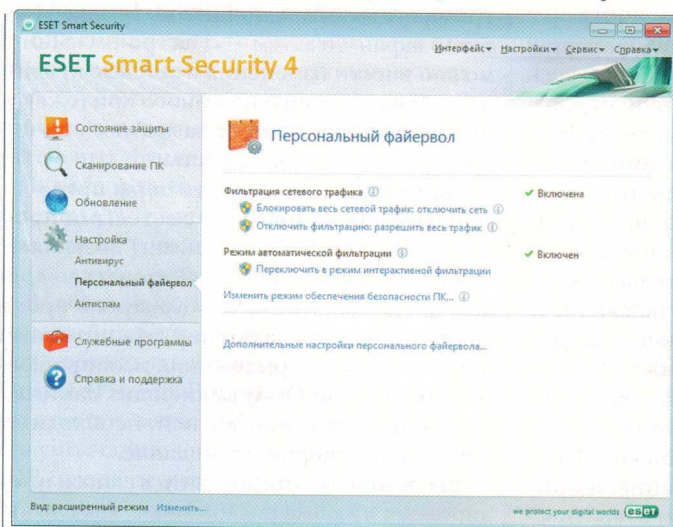 ESET Smart Security
Интерфейс Настройки Сервис Справка
ESET Smart Security 4
Состояние защиты
Сканирование ПК
Обновление
Настройка
Антивирус
Персональный файервол
Антиспам
Служебные программы
Справка и поддержка
Персональный файервол
Фильтрация сетевого трафика Включена
Блокировать весь сетевой трафик: отключить сеть
Отключить фильтрацию: разрешить весь трафик
Режим автоматической фильтрации Включен
Переключить в режим интерактивной фильтрации
Изменить режим обеспечения безопасности ПК...
Дополнительные настройки персонального файервола...
Вид: расширенный режим Изменить...
we protect your digital worlds eseT